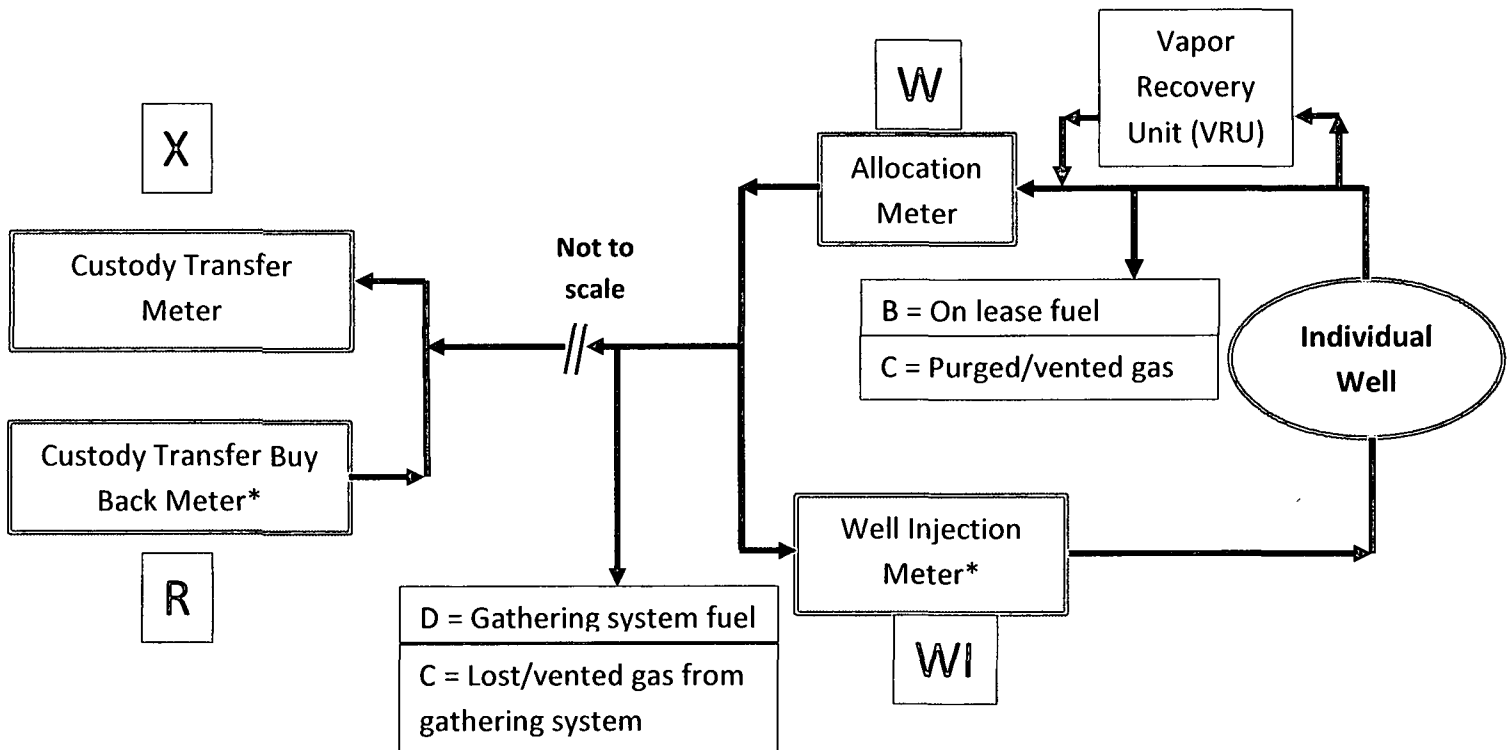 X
Custody Transfer
Meter
Custody Transfer Buy
Back Meter*
R
Not to
scale
D = Gathering system fuel
C = Lost/vented gas from
gathering system
W
Allocation
Meter
Vapor
Recovery
Unit (VRU)
B = On lease fuel
C = Purged/vented gas
Individual
Well
Well Injection
Meter*
WI